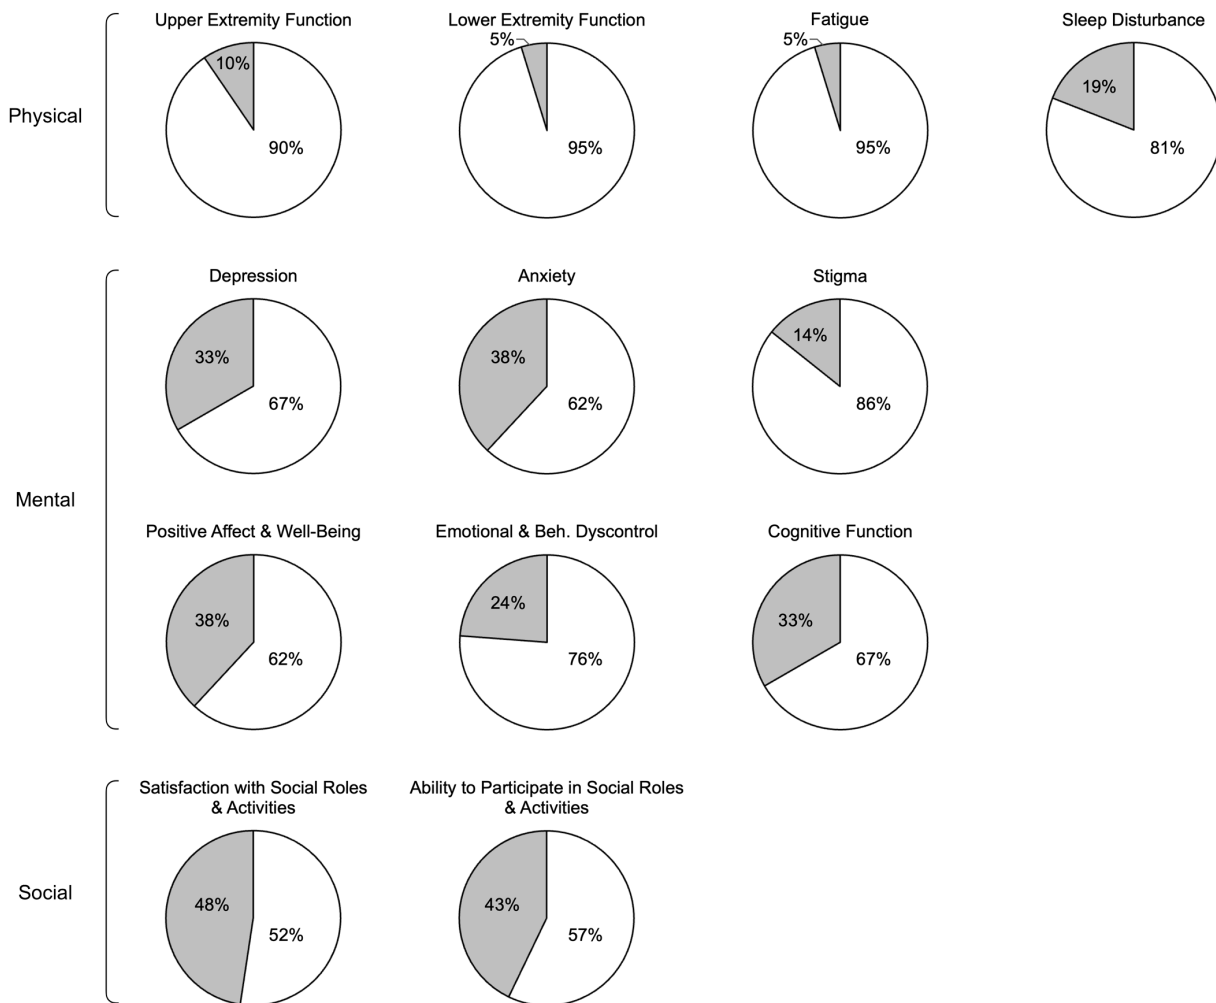 Upper Extremity Function
Lower Extremity Function
Fatigue
Sleep Disturbance
Physical
10%
90%
5%
95%
5%
95%
19%
81%
Depression
Anxiety
Stigma
Mental
33%
67%
38%
62%
14%
86%
Positive Affect & Well-Being
Emotional & Beh. Dyscontrol
Cognitive Function
38%
62%
24%
76%
33%
67%
Satisfaction with Social Roles
& Activities
Ability to Participate in Social Roles
& Activities
Social
48%
52%
43%
57%